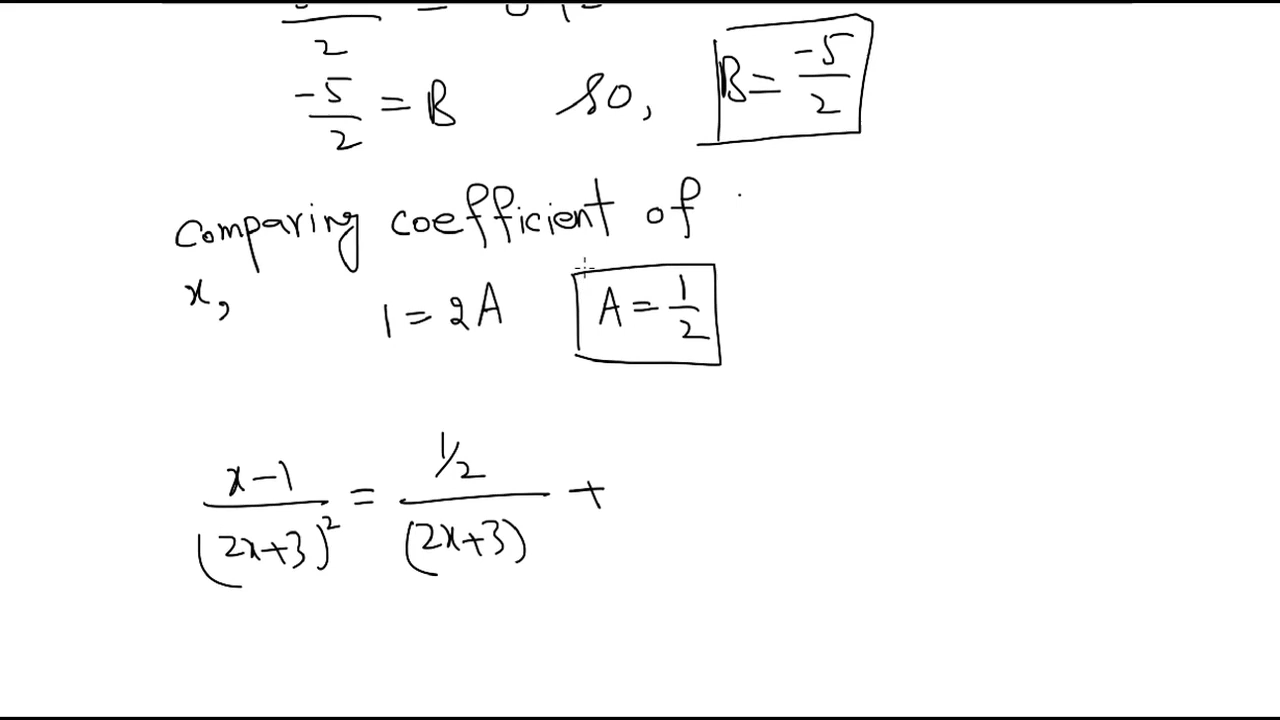 2
-5/2 = B so, B = -5/2
Comparing coefficient of
x, 1 = 2A A = 1/2
x-1/(2x+3)² = 1/2/(2x+3) +